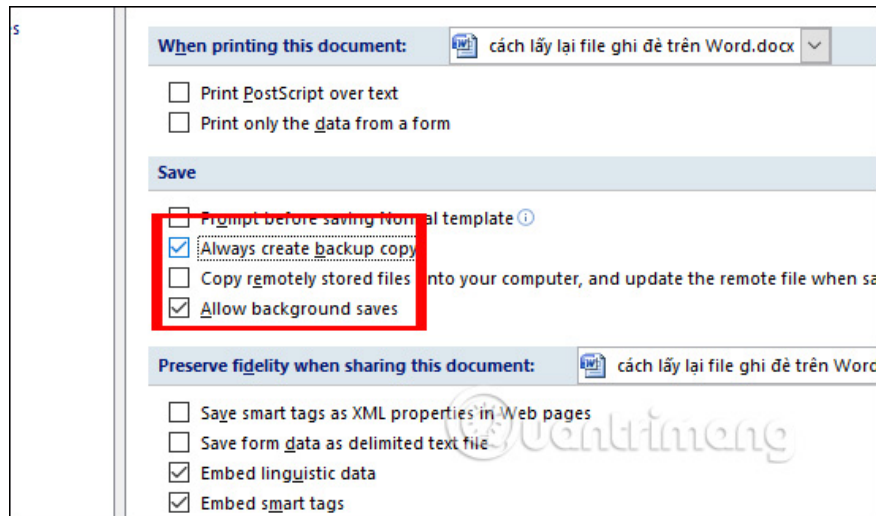 s
When printing this document: cách lấy lại file ghi đè trên Word.docx
Print PostScript over text
Print only the data from a form
Save
Prompt before saving Normal template
Always create backup copy
Copy remotely stored files onto your computer, and update the remote file when sa
Allow background saves
Preserve fidelity when sharing this document: cách lấy lại file ghi đè trên Word
Save smart tags as XML properties in Web pages
Save form data as delimited text file
Quantrimang
Embed linguistic data
Embed smart tags